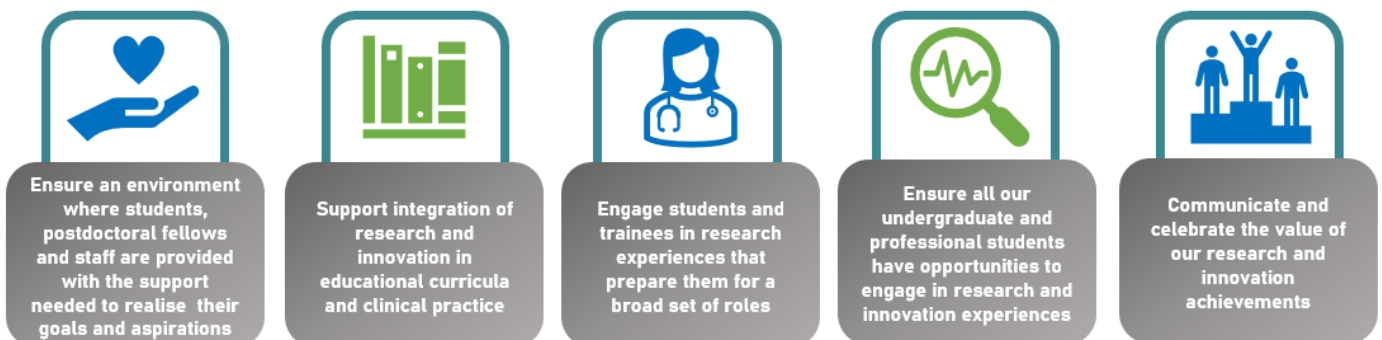 Ensure an environment
where students,
postdoctoral fellows
and staff are provided
with the support
needed to realise  their
goals and aspirations
Support integration of
research and
innovation in
educational curricula
and clinical practice
Engage students and
trainees in research
experiences that
prepare them for a
broad set of roles
Ensure all our
undergraduate and
professional students
have opportunities to
engage in research and
innovation experiences
Communicate and
celebrate the value of
our research and
innovation
achievements